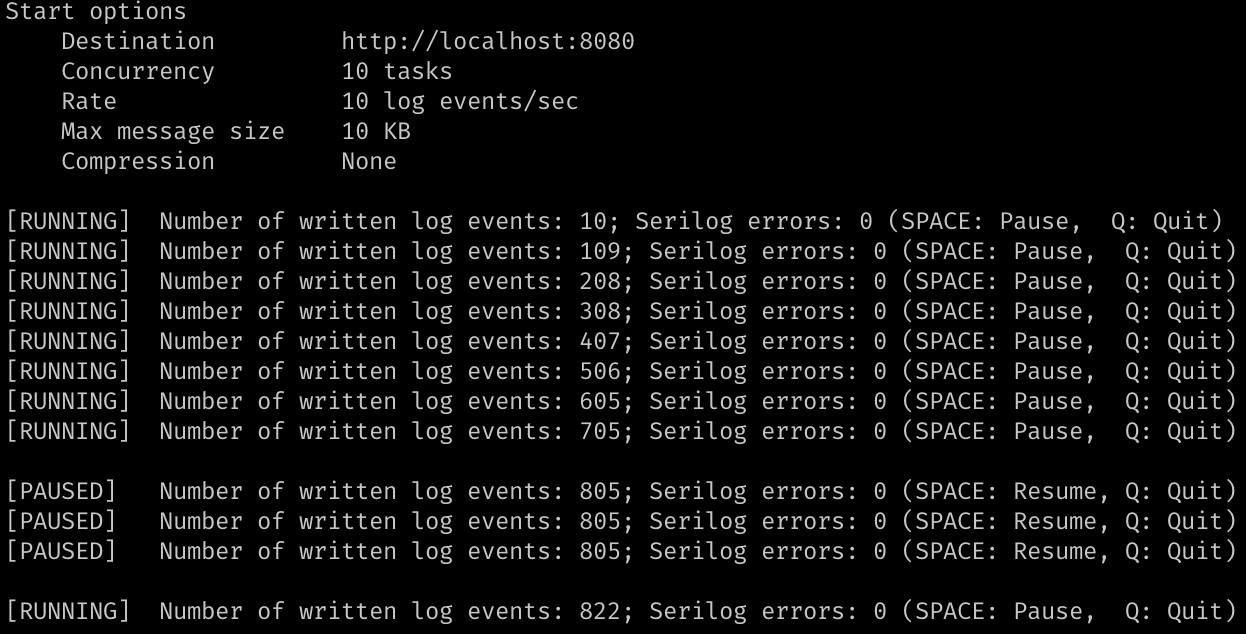 Start options
    Destination         http://localhost:8080
    Concurrency         10 tasks
    Rate                10 log events/sec
    Max message size    10 KB
    Compression         None

[RUNNING]  Number of written log events: 10; Serilog errors: 0 (SPACE: Pause,  Q: Quit)
[RUNNING]  Number of written log events: 109; Serilog errors: 0 (SPACE: Pause,  Q: Quit)
[RUNNING]  Number of written log events: 208; Serilog errors: 0 (SPACE: Pause,  Q: Quit)
[RUNNING]  Number of written log events: 308; Serilog errors: 0 (SPACE: Pause,  Q: Quit)
[RUNNING]  Number of written log events: 407; Serilog errors: 0 (SPACE: Pause,  Q: Quit)
[RUNNING]  Number of written log events: 506; Serilog errors: 0 (SPACE: Pause,  Q: Quit)
[RUNNING]  Number of written log events: 605; Serilog errors: 0 (SPACE: Pause,  Q: Quit)
[RUNNING]  Number of written log events: 705; Serilog errors: 0 (SPACE: Pause,  Q: Quit)

[PAUSED]   Number of written log events: 805; Serilog errors: 0 (SPACE: Resume, Q: Quit)
[PAUSED]   Number of written log events: 805; Serilog errors: 0 (SPACE: Resume, Q: Quit)
[PAUSED]   Number of written log events: 805; Serilog errors: 0 (SPACE: Resume, Q: Quit)

[RUNNING]  Number of written log events: 822; Serilog errors: 0 (SPACE: Pause,  Q: Quit)